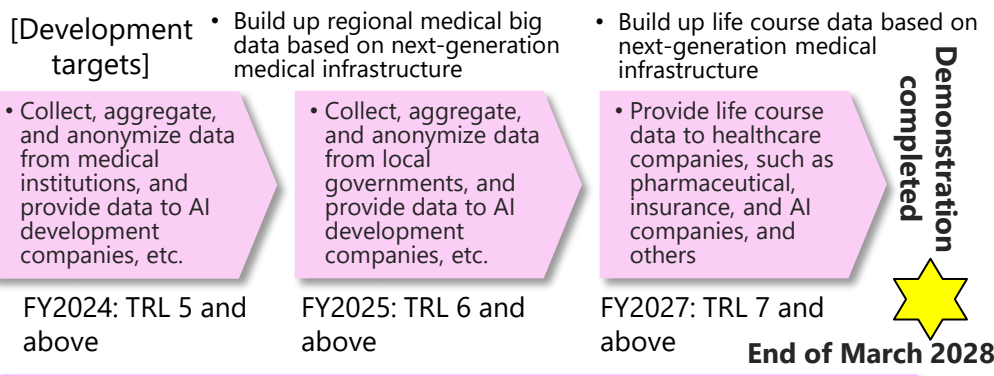 [Development
targets]
• Build up regional medical big
data based on next-generation
medical infrastructure
• Build up life course data based on
next-generation medical
infrastructure
• Collect, aggregate,
and anonymize data
from medical
institutions, and
provide data to AI
development
companies, etc.
• Collect, aggregate,
and anonymize data
from local
governments, and
provide data to AI
development
companies, etc.
• Provide life course
data to healthcare
companies, such as
pharmaceutical,
insurance, and AI
companies, and
others
Demonstration
completed
FY2024: TRL 5 and
above
FY2025: TRL 6 and
above
FY2027: TRL 7 and
above
End of March 2028